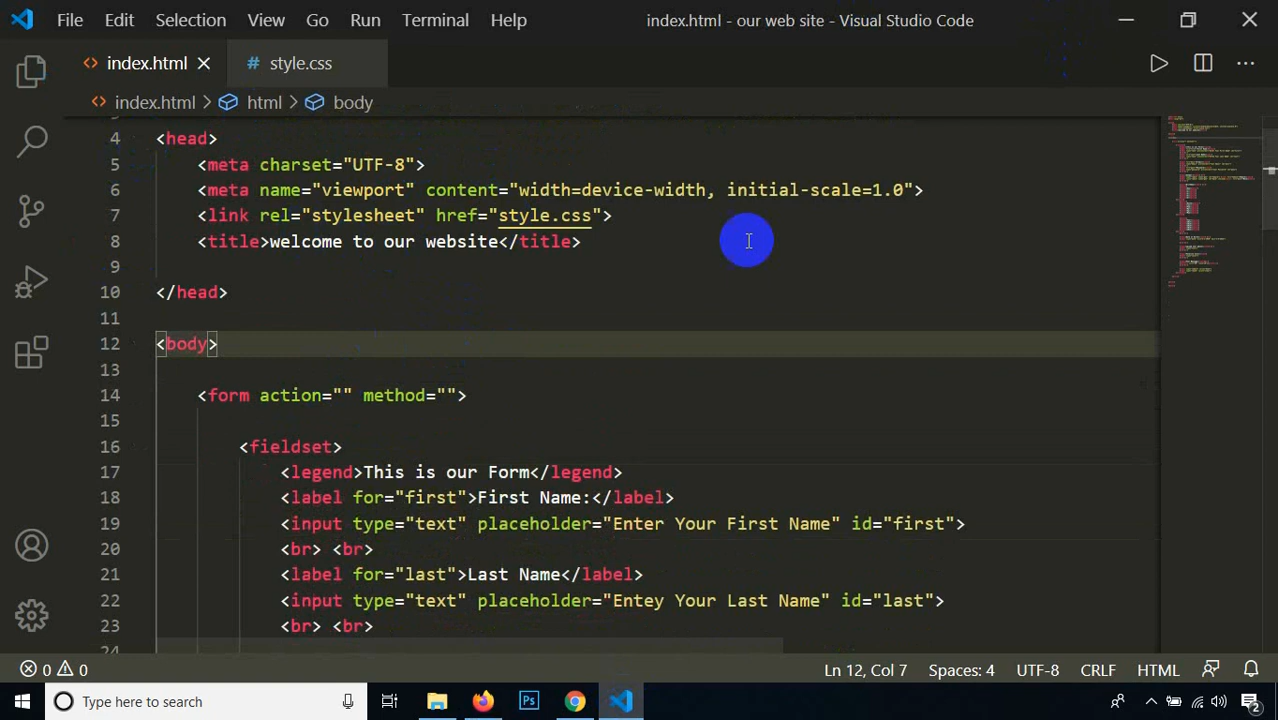 File Edit Selection View Go Run Terminal Help index.html - our web site - Visual Studio Code
index.html style.css
index.html html body
4 <head>
5 <meta charset="UTF-8">
6 <meta name="viewport" content="width=device-width, initial-scale=1.0">
7 <link rel="stylesheet" href="style.css">
8 <title>welcome to our website</title>
9
10 </head>
11
12 <body>
13
14 <form action="" method="">
15
16 <fieldset>
17 <legend>This is our Form</legend>
18 <label for="first">First Name:</label>
19 <input type="text" placeholder="Enter Your First Name" id="first">
20 <br> <br>
21 <label for="last">Last Name</label>
22 <input type="text" placeholder="Entey Your Last Name" id="last">
23 <br> <br>
24
0 0 Ln 12, Col 7 Spaces: 4 UTF-8 CRLF HTML
Type here to search Ps 2